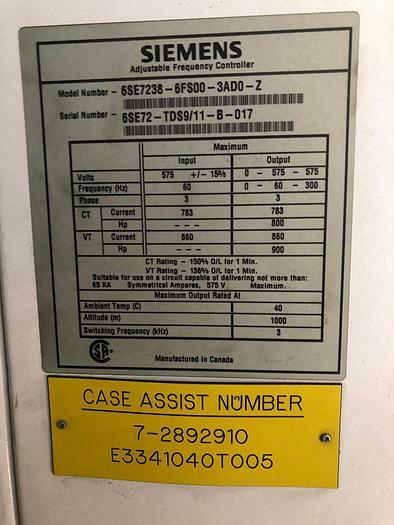 SIEMENS
Adjustable Frequency Controller
Model Number - 6SE7238-6FS00-3AD0-Z
Serial Number - 6SE72-TDS9/11-B-017
Maximum
Input Output
Volts 575 +/- 15% 0 - 575 - 575
Frequency (Hz) 60 0 - 60 - 300
Phase 3 3
CT Current 783 783
Hp --- 800
VT Current 860 860
Hp --- 900
CT Rating - 150% O/L for 1 Min.
VT Rating - 136% O/L for 1 Min.
Suitable for use on a circuit capable of delivering not more than:
65 KA Symmetrical Amperes, 575 V Maximum.
Maximum Output Rated At
Ambient Temp (C) 40
Altitude (m) 1000
Switching Frequency (kHz) 3
Manufactured in Canada
CASE ASSIST NUMBER
7-2892910
E3341040T005